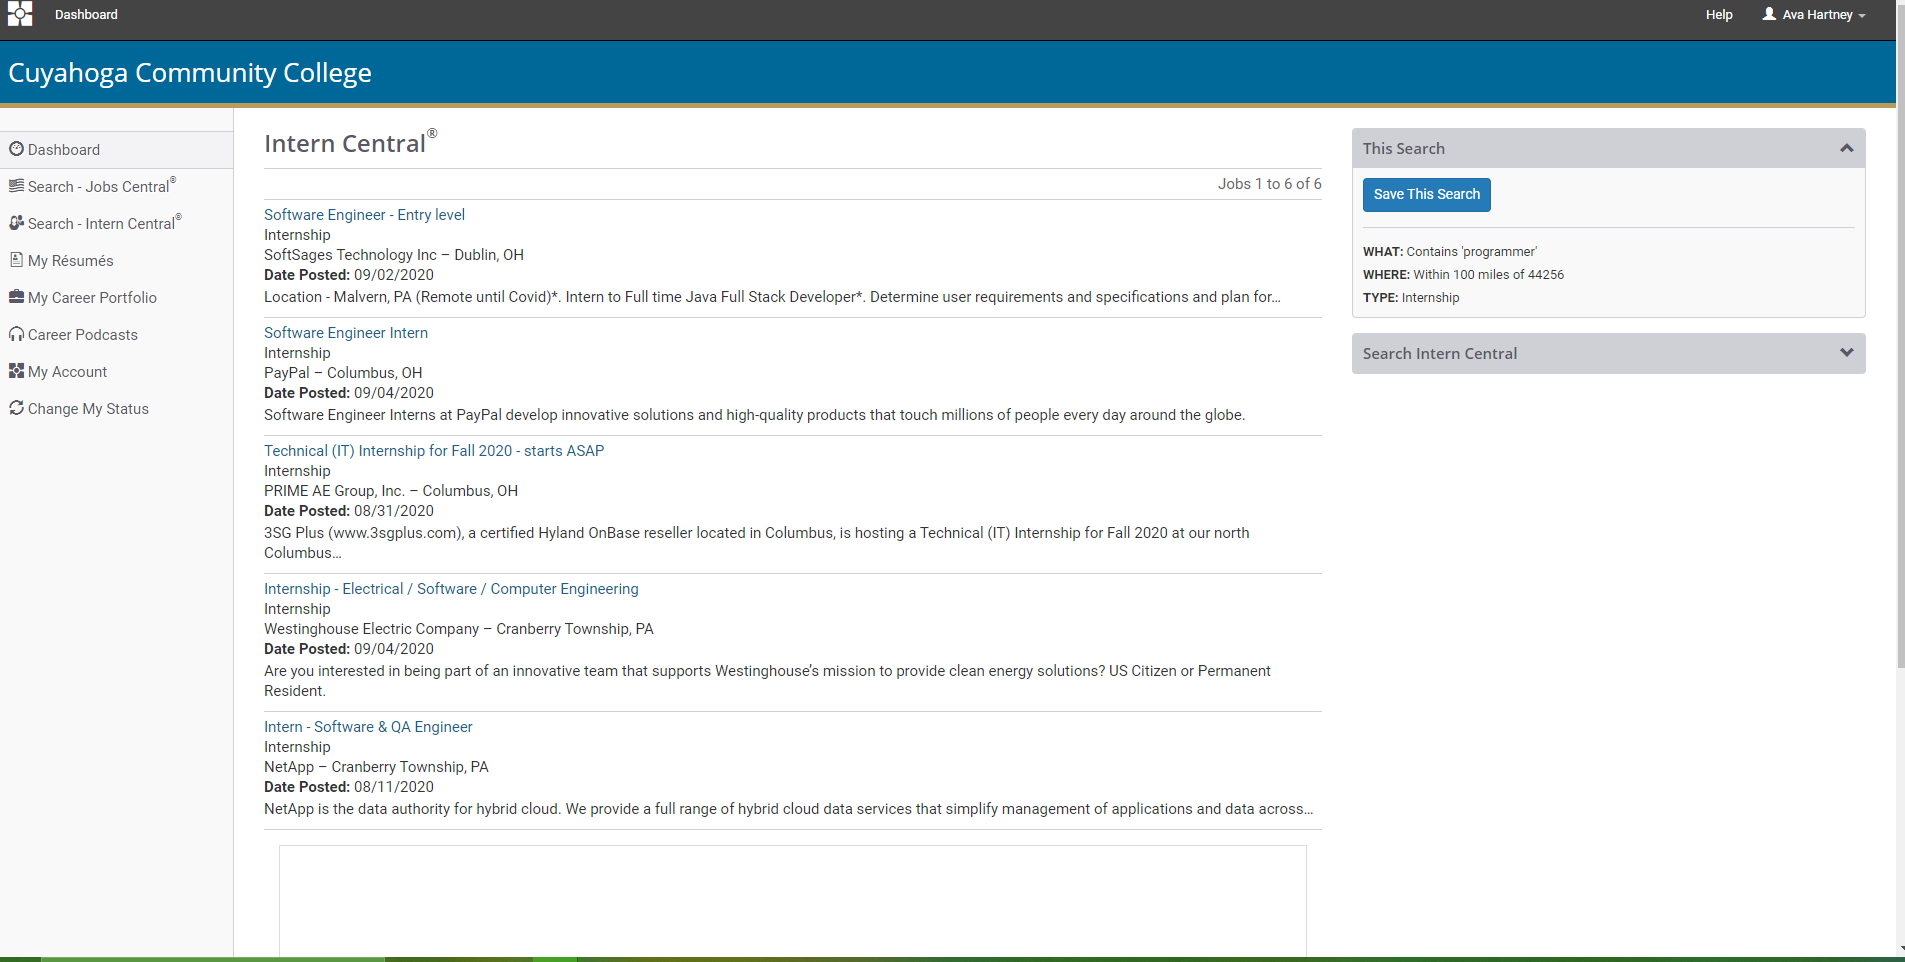 Dashboard
Help
Ava Hartney
Cuyahoga Community College
Dashboard
Search - Jobs Central®
Search - Intern Central®
My Résumés
My Career Portfolio
Career Podcasts
My Account
Change My Status
Intern Central®
Jobs 1 to 6 of 6
Software Engineer - Entry level
Internship
SoftSages Technology Inc – Dublin, OH
Date Posted: 09/02/2020
Location - Malvern, PA (Remote until Covid)*. Intern to Full time Java Full Stack Developer*. Determine user requirements and specifications and plan for...
Software Engineer Intern
Internship
PayPal – Columbus, OH
Date Posted: 09/04/2020
Software Engineer Interns at PayPal develop innovative solutions and high-quality products that touch millions of people every day around the globe.
Technical (IT) Internship for Fall 2020 - starts ASAP
Internship
PRIME AE Group, Inc. – Columbus, OH
Date Posted: 08/31/2020
3SG Plus (www.3sgplus.com), a certified Hyland OnBase reseller located in Columbus, is hosting a Technical (IT) Internship for Fall 2020 at our north
Columbus...
Internship - Electrical / Software / Computer Engineering
Internship
Westinghouse Electric Company – Cranberry Township, PA
Date Posted: 09/04/2020
Are you interested in being part of an innovative team that supports Westinghouse's mission to provide clean energy solutions? US Citizen or Permanent
Resident.
Intern - Software & QA Engineer
Internship
NetApp – Cranberry Township, PA
Date Posted: 08/11/2020
NetApp is the data authority for hybrid cloud. We provide a full range of hybrid cloud data services that simplify management of applications and data across...
This Search
Save This Search
WHAT: Contains 'programmer'
WHERE: Within 100 miles of 44256
TYPE: Internship
Search Intern Central